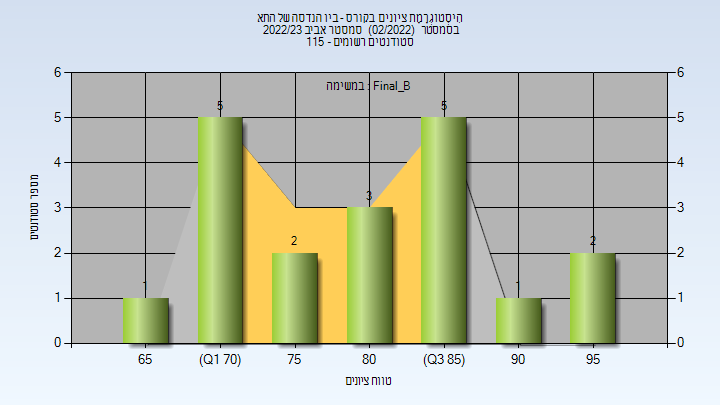 הִיסְטוֹגְרָמַת ציונים בקורס - ביו הנדסה של התא
בסמסטר (02/2022) סמסטר אביב 2022/23
סטודנטים רשומים - 115
במשימה : Final_B
6 6
5 5 5 5
4 4
3 3 3
מספר סטודנטים
2 2 2 2
1 1 1 1
0 0
65 (Q1 70) 75 80 (Q3 85) 90 95
טווח ציונים